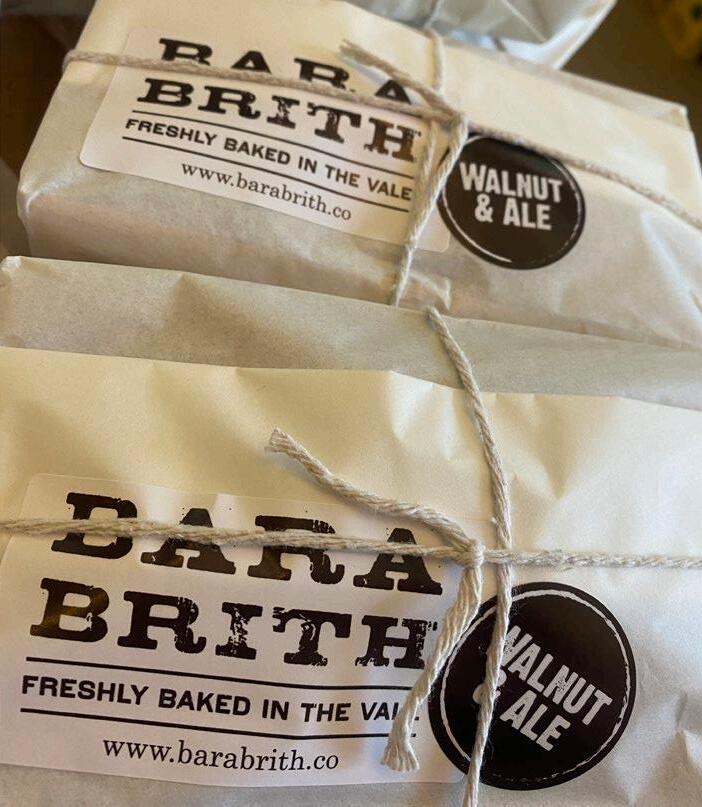 BARA
BRITH
FRESHLY BAKED IN THE VALE
www.barabrith.co
WALNUT
& ALE
BARA
BRITH
FRESHLY BAKED IN THE VALE
www.barabrith.co
WALNUT
& ALE